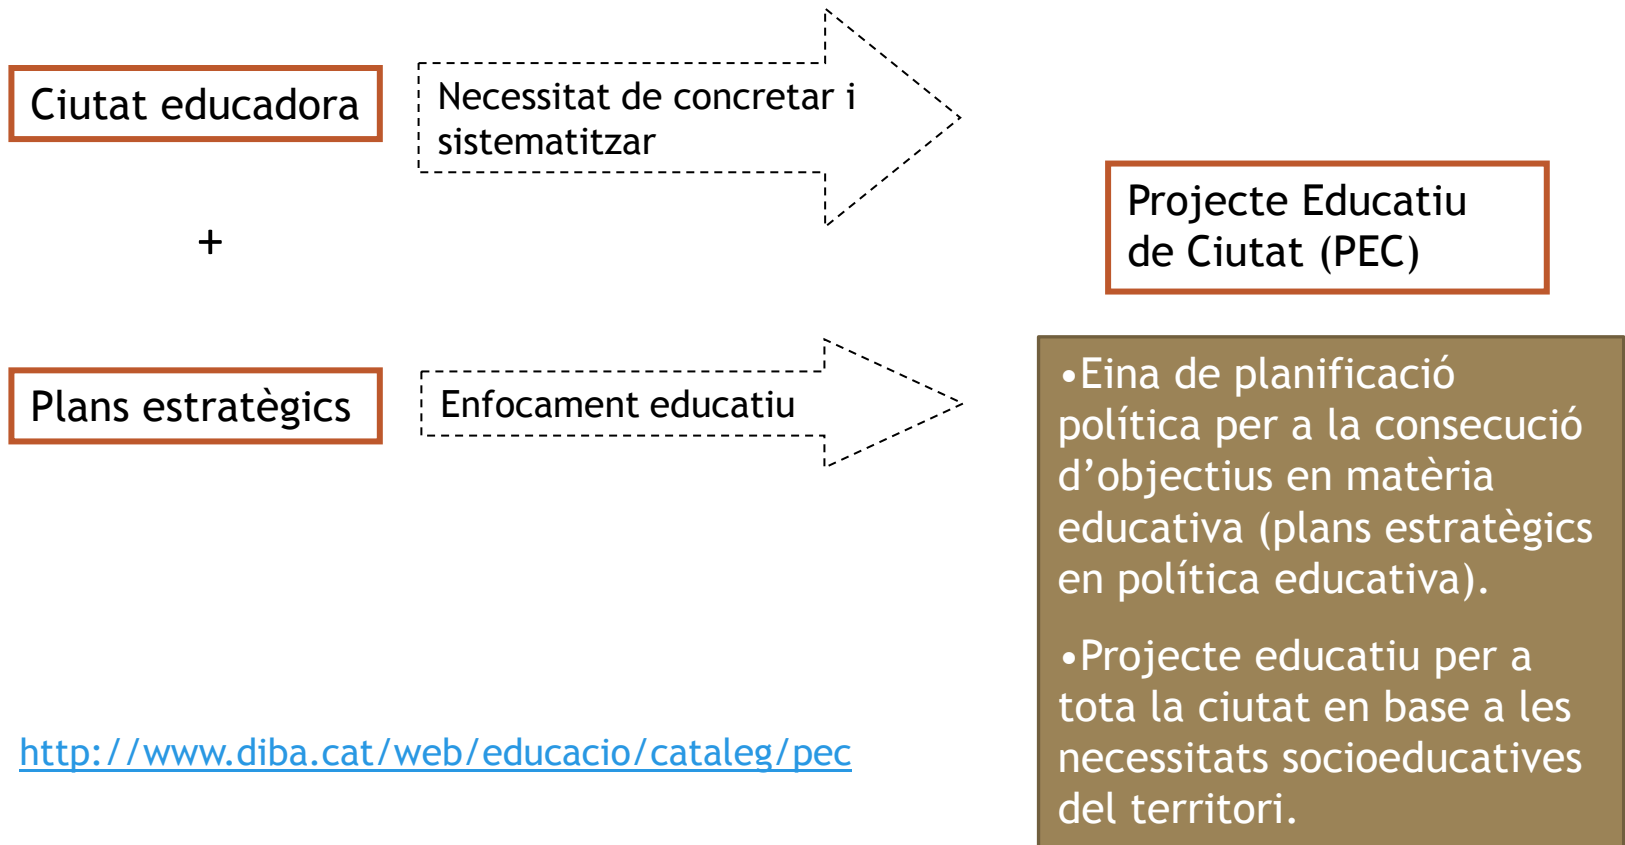 Ciutat educadora
Necessitat de concretar i
sistematitzar
+
Plans estratègics
Enfocament educatiu
Projecte Educatiu
de Ciutat (PEC)
•Eina de planificació
política per a la consecució
d’objectius en matèria
educativa (plans estratègics
en política educativa).
•Projecte educatiu per a
tota la ciutat en base a les
necessitats socioeducatives
del territori.
http://www.diba.cat/web/educacio/cataleg/pec